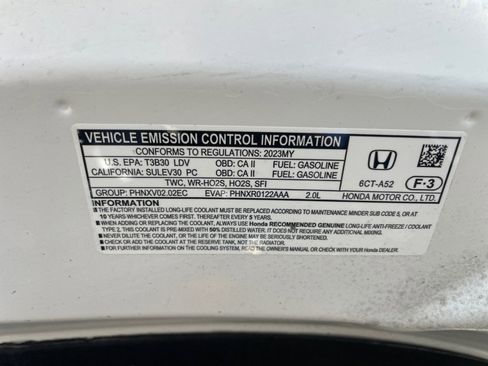 VEHICLE EMISSION CONTROL INFORMATION
CONFORMS TO REGULATIONS: 2023MY
U.S. EPA: T3B30 LDV OBD: CA II FUEL: GASOLINE
CALIFORNIA: SULEV30 PC OBD: CA II FUEL: GASOLINE
TWC, WR-HO2S, HO2S, SFI
GROUP: PHNXV02.02EC EVAP: PHNXR0122AAA 2.0L
6CT-A52 F-3
HONDA MOTOR CO., LTD.
INFORMATION
■ THE FACTORY INSTALLED LONG-LIFE COOLANT MUST BE REPLACED ACCORDING TO MAINTENANCE MINDER SUB CODE 5, OR AT
10 YEARS WHICHEVER COMES FIRST. THEREAFTER, EVERY 5 YEARS.
■ WHEN ADDING OR REPLACING THE COOLANT, ALWAYS USE Honda RECOMMENDED GENUINE LONG-LIFE ANTI-FREEZE / COOLANT
TYPE 2, THIS COOLANT IS PRE-MIXED WITH 50% DISTILLED WATER AND DOES NOT REQUIRE ANY ADDITIONAL MIXING.
■ NEVER DILUTE THE COOLANT, OR THE LIFE OF THE ENGINE MAY BE SERIOUSLY SHORTENED.
■ CHECK OR ADD COOLANT AT THE RESERVE TANK, NOT THE RADIATOR.
■ FOR FURTHER INFORMATION ON THE COOLING SYSTEM, READ THE OWNER'S MANUAL OR CHECK WITH AN AUTHORIZED Honda DEALER.